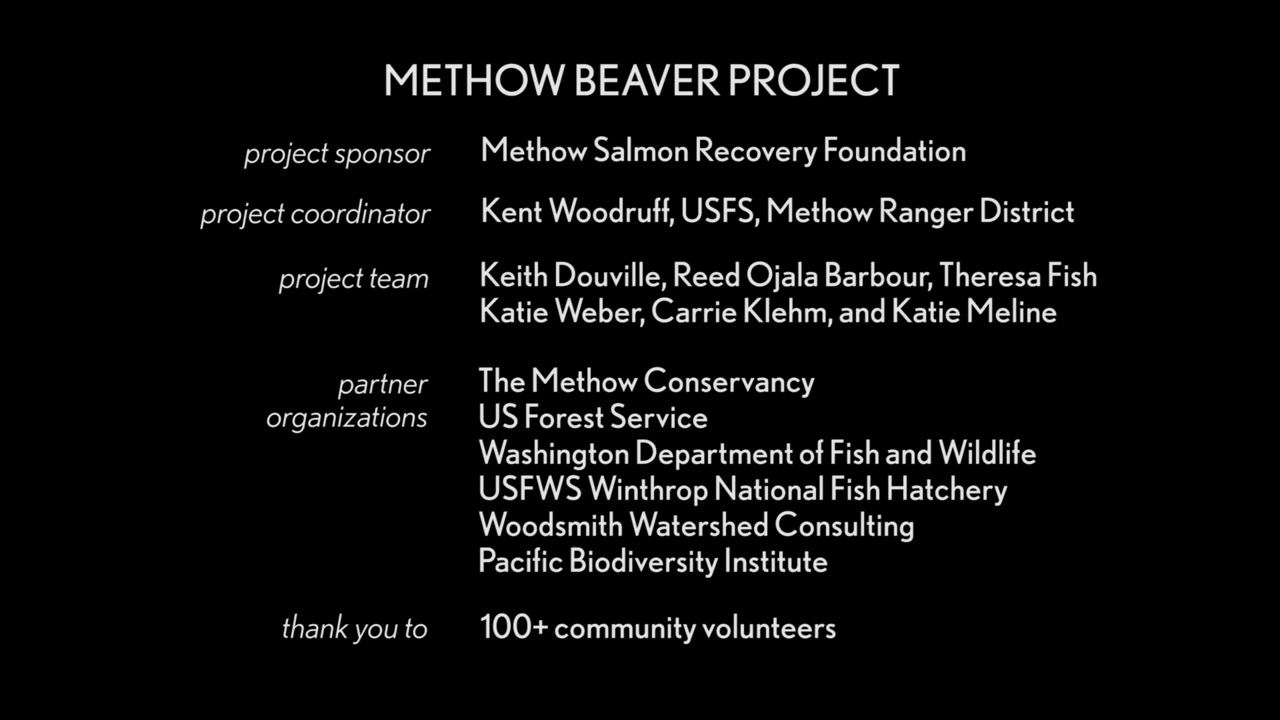 METHOW BEAVER PROJECT
project sponsor Methow Salmon Recovery Foundation
project coordinator Kent Woodruff, USFS, Methow Ranger District
project team Keith Douville, Reed Ojala Barbour, Theresa Fish
Katie Weber, Carrie Klehm, and Katie Meline
partner The Methow Conservancy
organizations US Forest Service
Washington Department of Fish and Wildlife
USFWS Winthrop National Fish Hatchery
Woodsmith Watershed Consulting
Pacific Biodiversity Institute
thank you to 100+ community volunteers